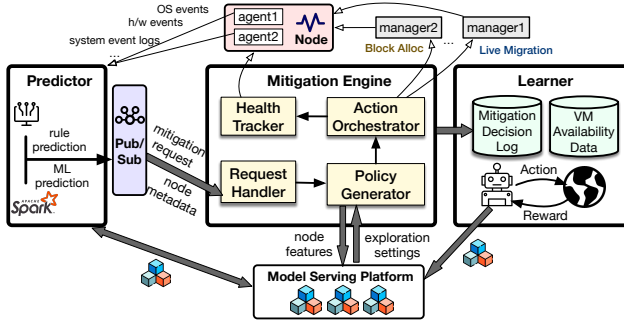 OS events
h/w events
system event logs
...
agent1
agent2
Node
manager2
...
manager1
Block Alloc
Live Migration
Predictor
rule
prediction
ML
prediction
APACHE
Spark
Pub/
Sub
mitigation
request
node
metadata
Mitigation Engine
Health
Tracker
Action
Orchestrator
Request
Handler
Policy
Generator
Learner
Mitigation
Decision
Log
VM
Availability
Data
Action
Reward
node
features
exploration
settings
Model Serving Platform